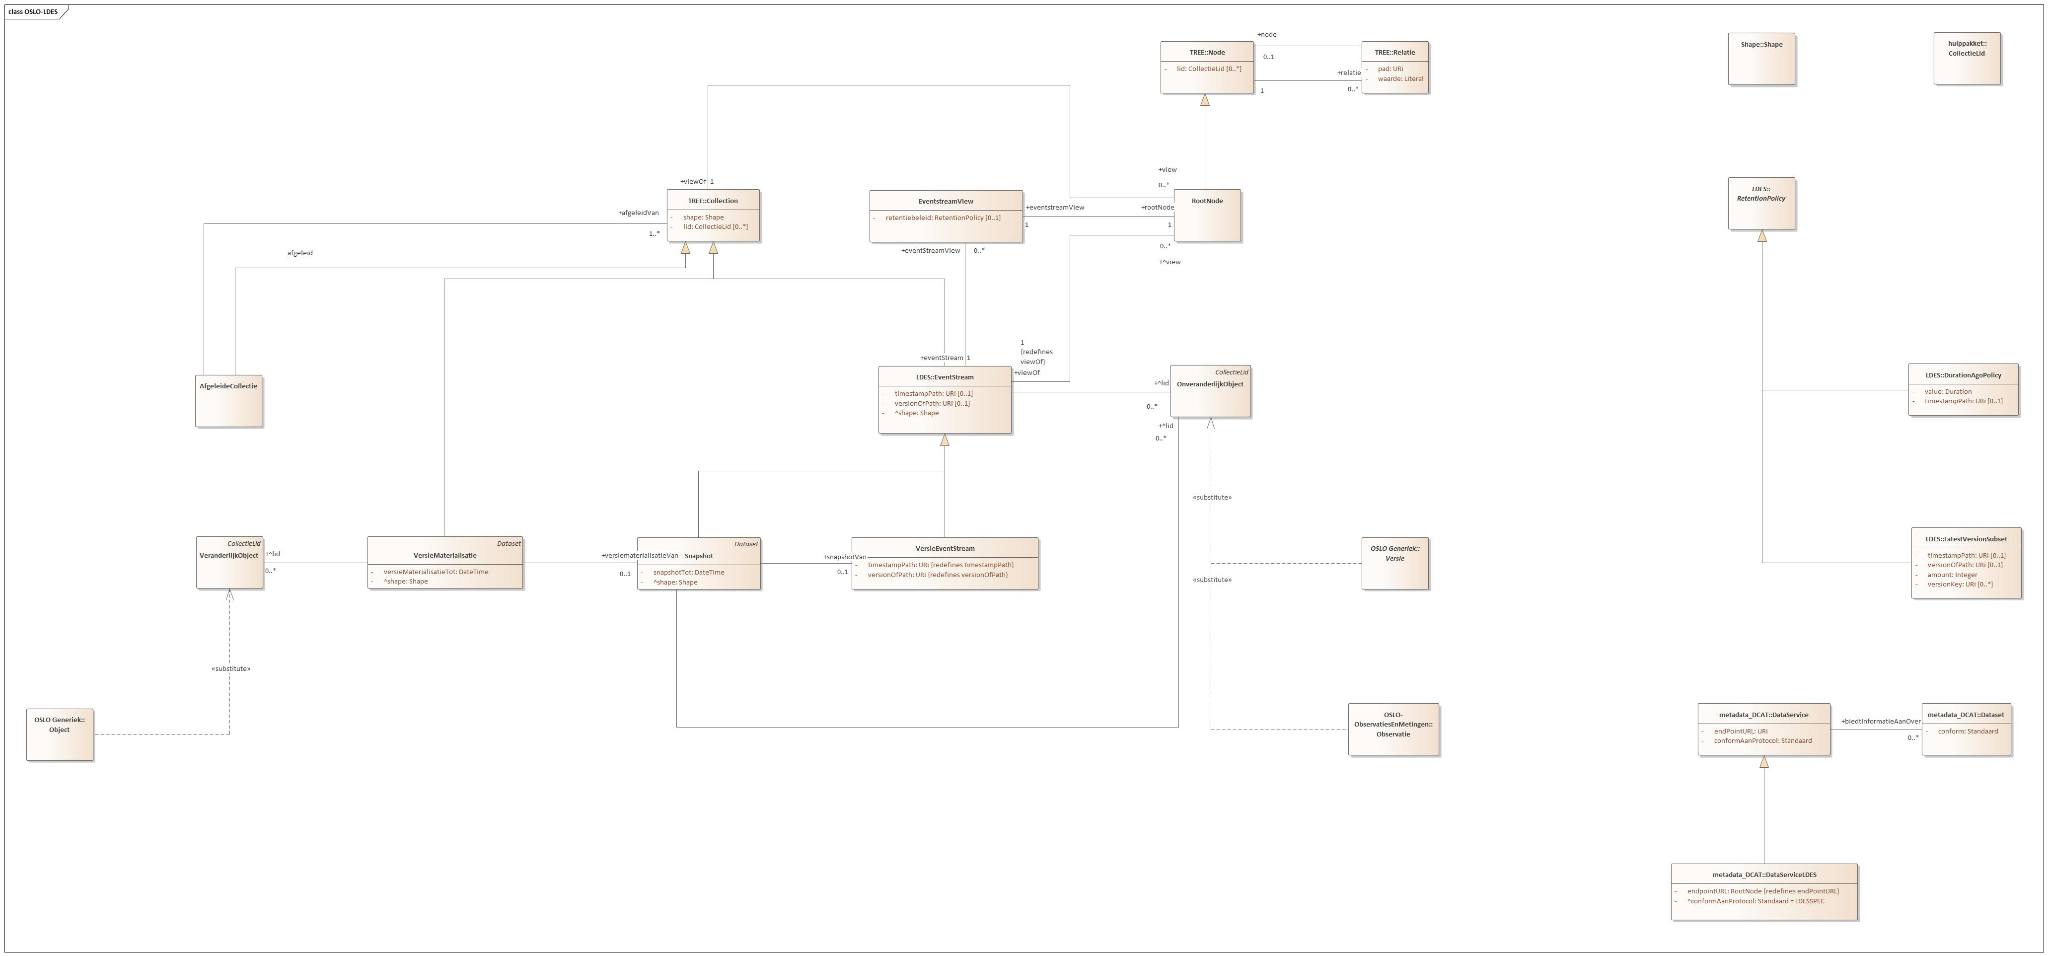 class OSLO-LDES
TREE::Node
- lid: CollectieLid [0..*]
+node
0..1
+relatie
1
0..*
TREE::Relatie
- pad: URI
- waarde: Literal
Shape::Shape
hulppakket::
CollectieLid
+viewOf 1
TREE::Collection
- shape: Shape
- lid: CollectieLid [0..*]
+afgeleidVan
1..*
afgeleid
EventstreamView
- retentiebeleid: RetentionPolicy [0..1]
+eventstreamView
1
+eventStreamView 0..*
+view
0..*
RootNode
+rootNode
1
0..*
+^view
LDES::
RetentionPolicy
AfgeleideCollectie
+eventStream 1
LDES::EventStream
- timestampPath: URI [0..1]
- versionOfPath: URI [0..1]
- ^shape: Shape
1
{redefines
viewOf}
+viewOf
+^lid
0..*
CollectieLid
OnveranderlijkObject
+^lid
0..*
LDES::DurationAgoPolicy
- value: Duration
- timestampPath: URI [0..1]
«substitute»
«substitute»
CollectieLid
VeranderlijkObject
+^lid
0..*
Dataset
VersieMaterialisatie
- versieMaterialisatieTot: DateTime
- ^shape: Shape
+versiematerialisatieVan
0..1
Dataset
Snapshot
- snapshotTot: DateTime
- ^shape: Shape
+snapshotVan
0..1
VersieEventStream
- timestampPath: URI {redefines timestampPath}
- versionOfPath: URI {redefines versionOfPath}
OSLO Generiek::
Versie
LDES::LatestVersionSubset
- timestampPath: URI [0..1]
- versionOfPath: URI [0..1]
- amount: Integer
- versionKey: URI [0..*]
«substitute»
OSLO Generiek::
Object
OSLO-
ObservatiesEnMetingen::
Observatie
metadata_DCAT::DataService
- endPointURL: URI
- conformAanProtocol: Standaard
+biedtInformatieAanOver
0..*
metadata_DCAT::Dataset
- conform: Standaard
metadata_DCAT::DataServiceLDES
- endpointURL: RootNode {redefines endPointURL}
- ^conformAanProtocol: Standaard = LDESSPEC